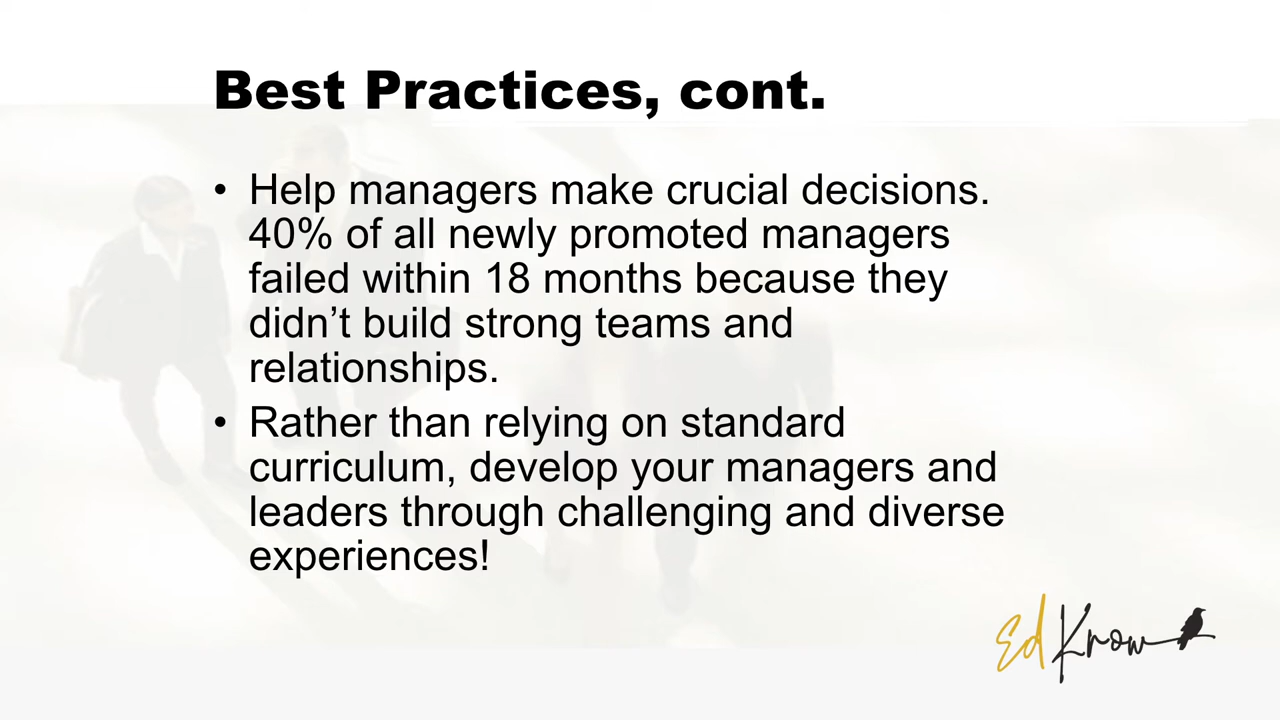 Best Practices, cont.
• Help managers make crucial decisions.
40% of all newly promoted managers
failed within 18 months because they
didn’t build strong teams and
relationships.
• Rather than relying on standard
curriculum, develop your managers and
leaders through challenging and diverse
experiences!
Ed Know